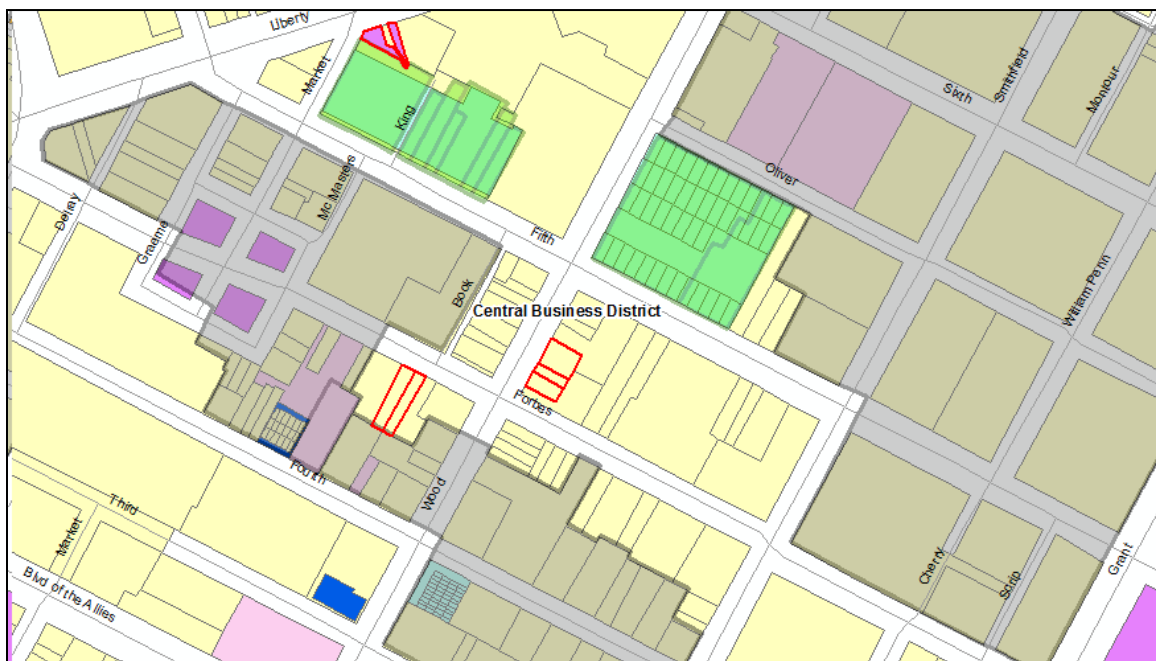 Liberty
Market
King
Sixth
Smithfield
Montour
Oliver
Mc Masters
Delray
Graeme
Fifth
Book
William Penn
Central Business District
Forbes
Fourth
Wood
Third
Market
Cherry
Strip
Grant
Blvd of the Allies